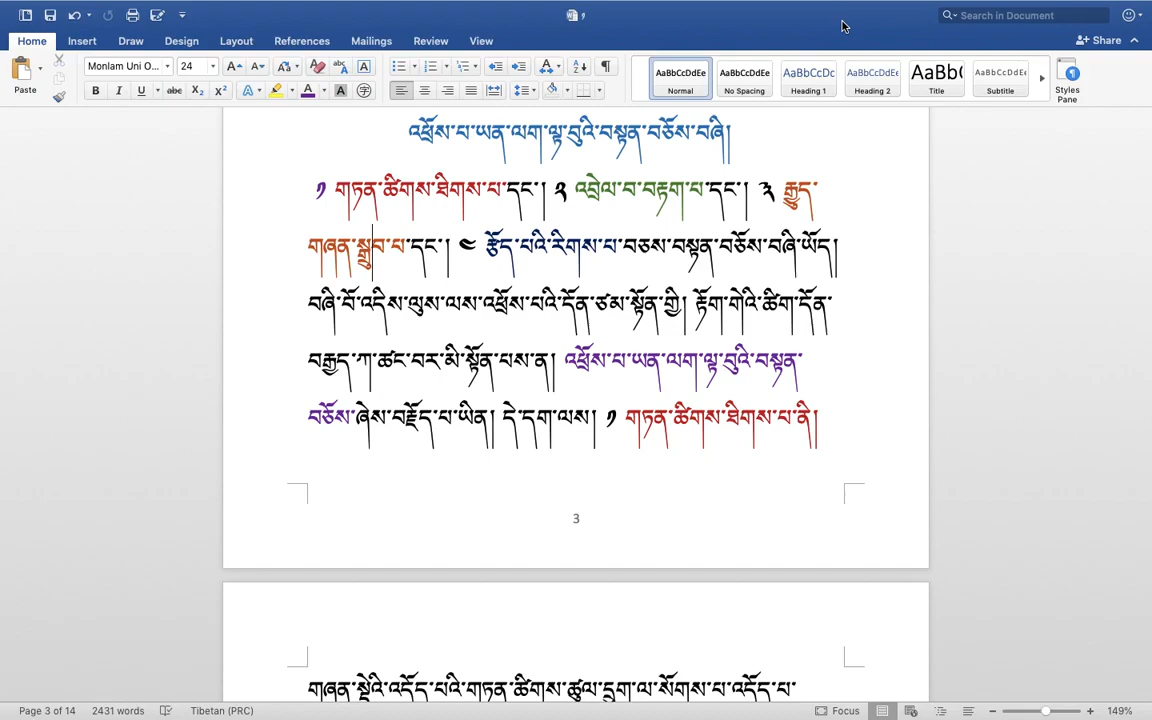 Search in Document
Home Insert Draw Design Layout References Mailings Review View Share
Monlam Uni O... 24
Paste
AaBbCcDdEe AaBbCcDdEe AaBbCcDc AaBbCcDdEe AaBb( AaBbCcDdEe
Normal No Spacing Heading 1 Heading 2 Title Subtitle Styles Pane
འཕྲོས་པ་ཡན་ལག་ལྟ་བུའི་བསྟན་བཅོས་བཞི།
༡ གཏན་ཚིགས་ཐིགས་པ་དང་། ༢ འབྲེལ་བ་བརྟག་པ་དང་། ༣ རྒྱུད་
གཞན་སྒྲུབ་པ་དང་། ༤ རྩོད་པའི་རིགས་པ་བཅས་བསྟན་བཅོས་བཞི་ཡོད།
བཞི་པོ་འདིས་ལུས་ལས་འཕྲོས་པའི་དོན་ཙམ་སྟོན་གྱི། རྟོག་གེའི་ཚིག་དོན་
བརྒྱད་ཀ་ཚང་བར་མི་སྟོན་པས་ན། འཕྲོས་པ་ཡན་ལག་ལྟ་བུའི་བསྟན་
བཅོས་ཞེས་བརྗོད་པ་ཡིན། དེ་དག་ལས། ༡ གཏན་ཚིགས་ཐིགས་པ་ནི།
3
གཞན་སྡེའི་འདོད་པའི་གཏན་ཚིགས་ཚུལ་དྲུག་ལ་སོགས་པ་འདོད་པ་
Page 3 of 14 2431 words Tibetan (PRC) Focus 149%